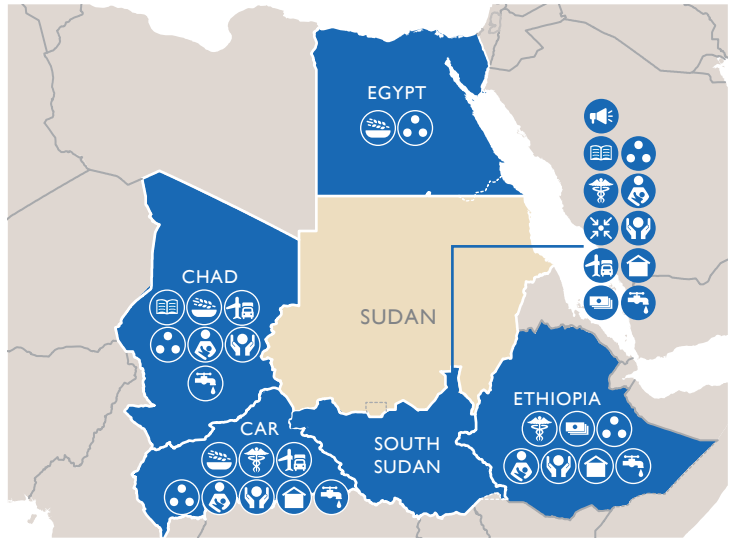 EGYPT
CHAD
SUDAN
ETHIOPIA
CAR
SOUTH
SUDAN